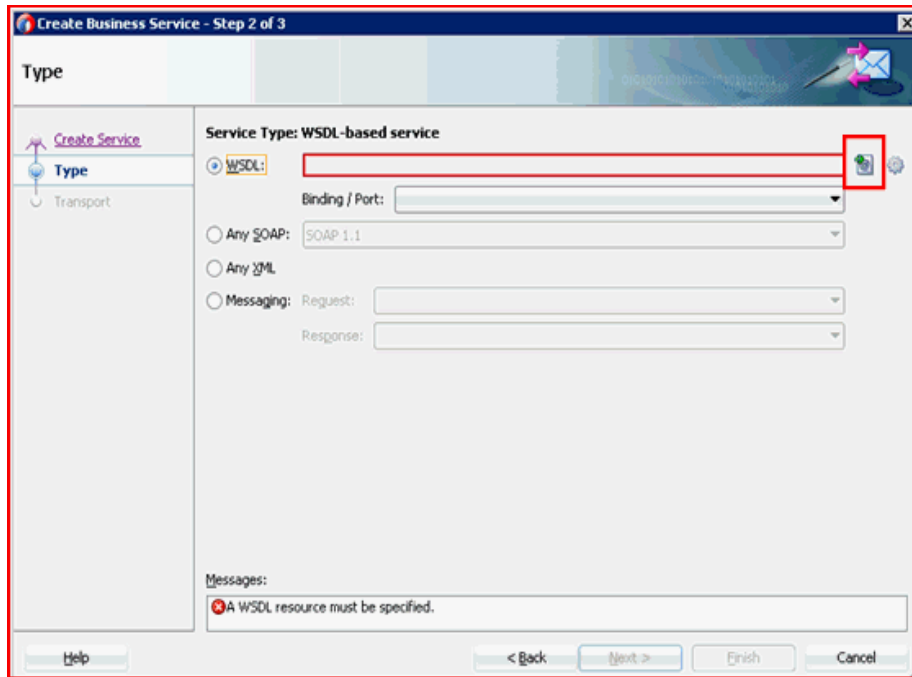 Create Business Service - Step 2 of 3
Type
Create Service
Type
Transport
Service Type: WSDL-based service
WSDL:
Binding / Port:
Any SOAP: SOAP 1.1
Any XML
Messaging: Request:
Response:
Messages:
A WSDL resource must be specified.
Help < Back Next > Finish Cancel